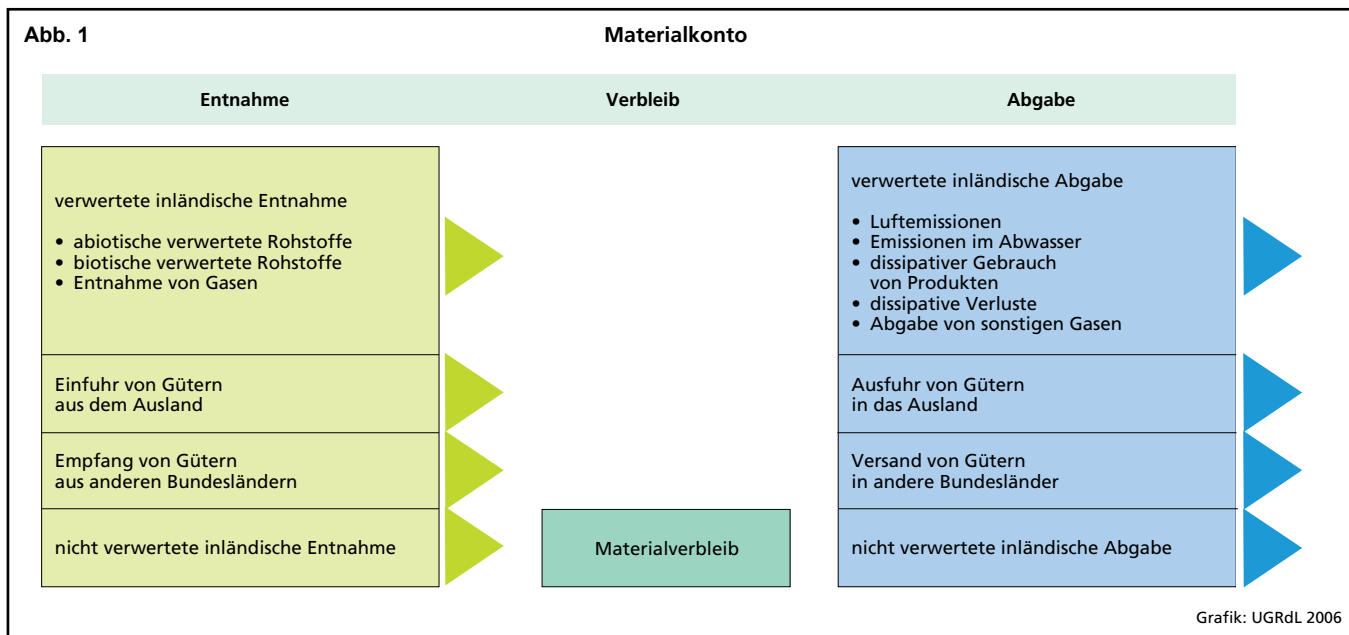 Abb. 1
Materialkonto
Entnahme
Verbleib
Abgabe
verwertete inländische Entnahme
• abiotische verwertete Rohstoffe
• biotische verwertete Rohstoffe
• Entnahme von Gasen
Einfuhr von Gütern
aus dem Ausland
Empfang von Gütern
aus anderen Bundesländern
nicht verwertete inländische Entnahme
Materialverbleib
verwertete inländische Abgabe
• Luftemissionen
• Emissionen im Abwasser
• dissipativer Gebrauch
von Produkten
• dissipative Verluste
• Abgabe von sonstigen Gasen
Ausfuhr von Gütern
in das Ausland
Versand von Gütern
in andere Bundesländer
nicht verwertete inländische Abgabe
Grafik: UGRdL 2006